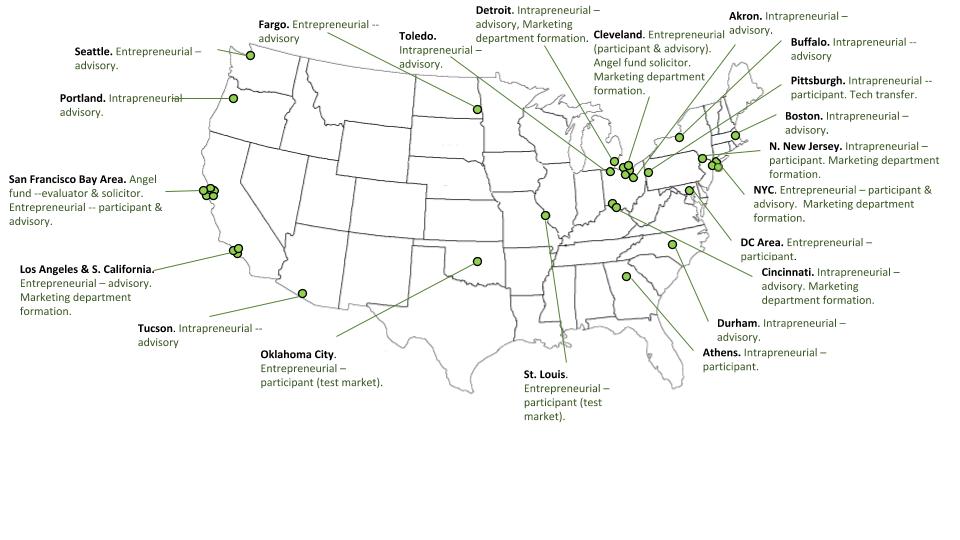 Detroit. Intrapreneurial –
advisory, Marketing
department formation.
Akron. Intrapreneurial –
advisory.
Fargo. Entrepreneurial --
advisory
Toledo.
Intrapreneurial –
advisory.
Cleveland. Entrepreneurial
(participant & advisory).
Angel fund solicitor.
Marketing department
formation.
Buffalo. Intrapreneurial --
advisory
Seattle. Entrepreneurial –
advisory.
Pittsburgh. Intrapreneurial --
participant. Tech transfer.
Portland. Intrapreneurial
advisory.
Boston. Intrapreneurial –
advisory.
N. New Jersey. Intrapreneurial –
participant. Marketing department
formation.
San Francisco Bay Area. Angel
fund --evaluator & solicitor.
Entrepreneurial -- participant &
advisory.
NYC. Entrepreneurial – participant &
advisory. Marketing department
formation.
DC Area. Entrepreneurial –
participant.
Los Angeles & S. California.
Entrepreneurial – advisory.
Marketing department
formation.
Cincinnati. Intrapreneurial –
advisory. Marketing
department formation.
Tucson. Intrapreneurial --
advisory
Durham. Intrapreneurial –
advisory.
Oklahoma City.
Entrepreneurial –
participant (test market).
Athens. Intrapreneurial –
participant.
St. Louis.
Entrepreneurial –
participant (test
market).